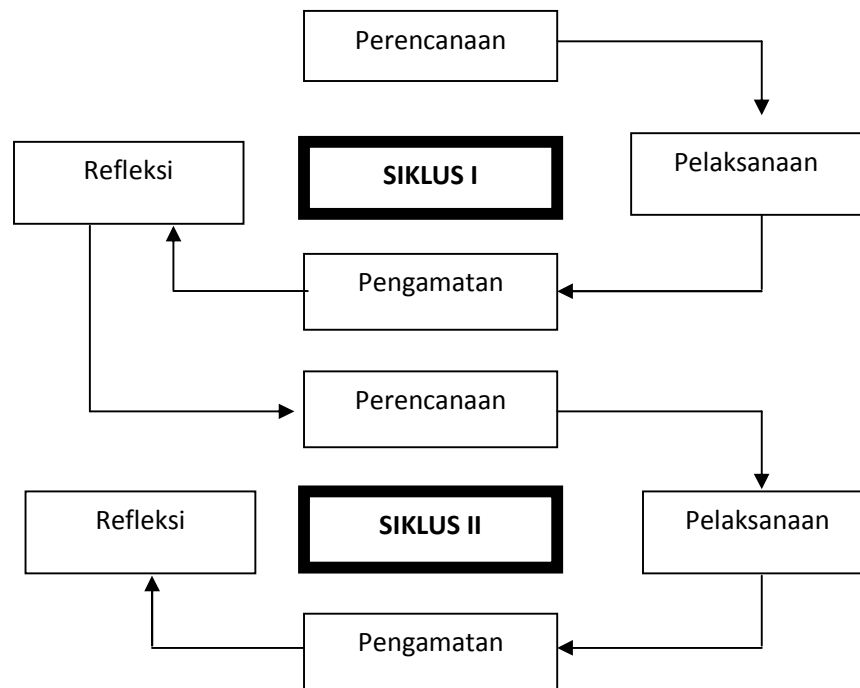 Perencanaan
Refleksi
SIKLUS I
Pelaksanaan
Pengamatan
Perencanaan
Refleksi
SIKLUS II
Pelaksanaan
Pengamatan